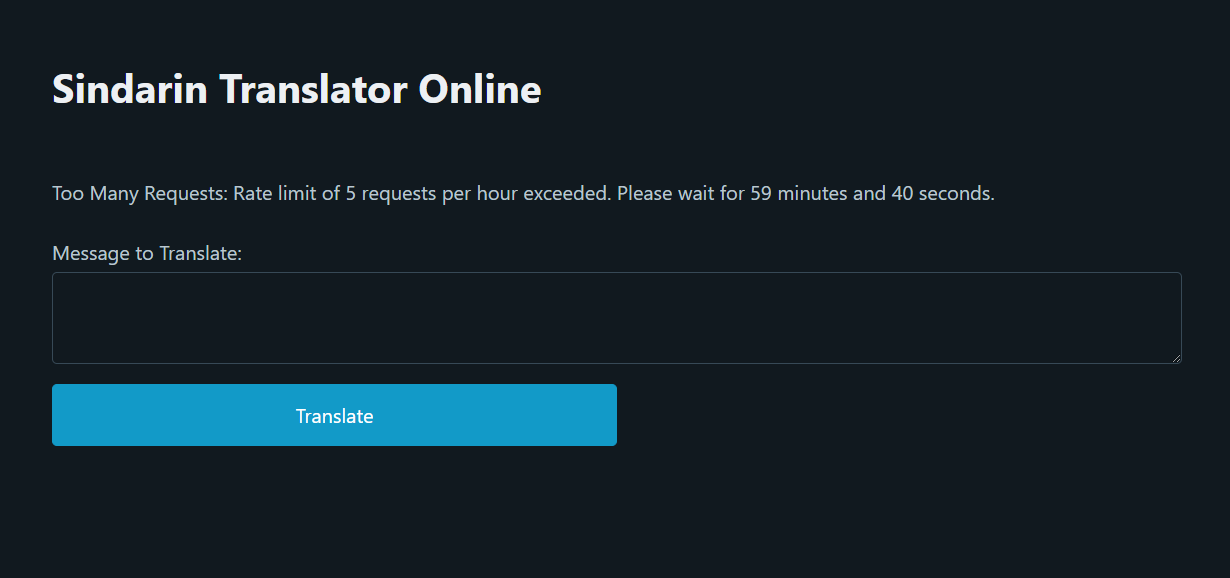 Sindarin Translator Online
Too Many Requests: Rate limit of 5 requests per hour exceeded. Please wait for 59 minutes and 40 seconds.
Message to Translate:
Translate